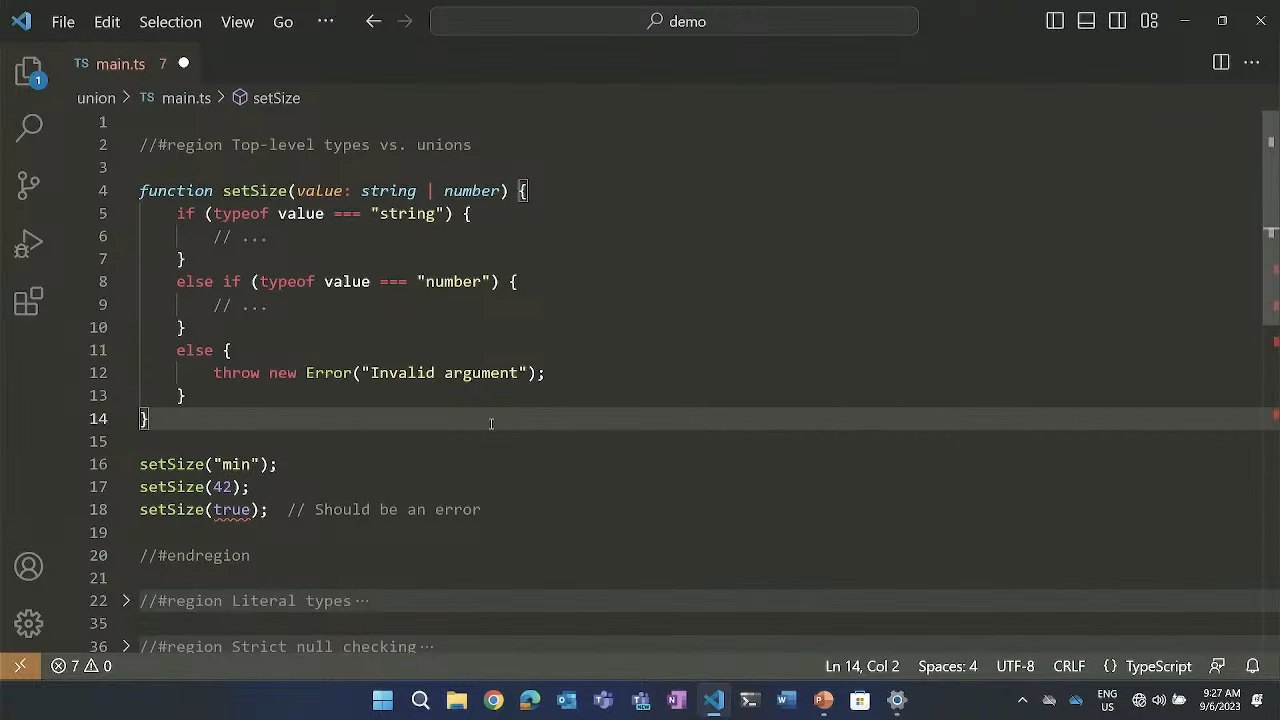 File Edit Selection View Go ··· demo
TS main.ts 7
1
union > TS main.ts > setSize
1
2 //#region Top-level types vs. unions
3
4 function setSize(value: string | number) {
5 if (typeof value === "string") {
6 // ...
7 }
8 else if (typeof value === "number") {
9 // ...
10 }
11 else {
12 throw new Error("Invalid argument");
13 }
14 }
15
16 setSize("min");
17 setSize(42);
18 setSize(true); // Should be an error
19
20 //#endregion
21
22 > //#region Literal types···
35
36 > //#region Strict null checking···
7 0 Ln 14, Col 2 Spaces: 4 UTF-8 CRLF {} TypeScript
ENG
US
9:27 AM
9/6/2023